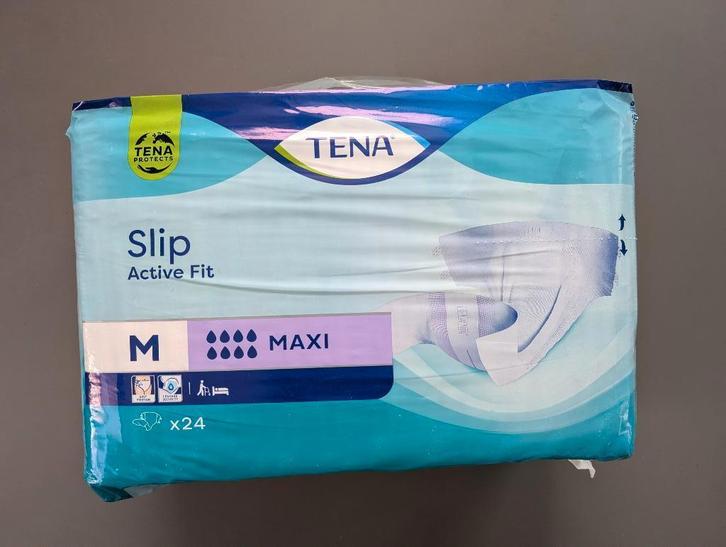 TENA
PROTECTS
TENA
Slip
Active Fit
M
MAXI
x24